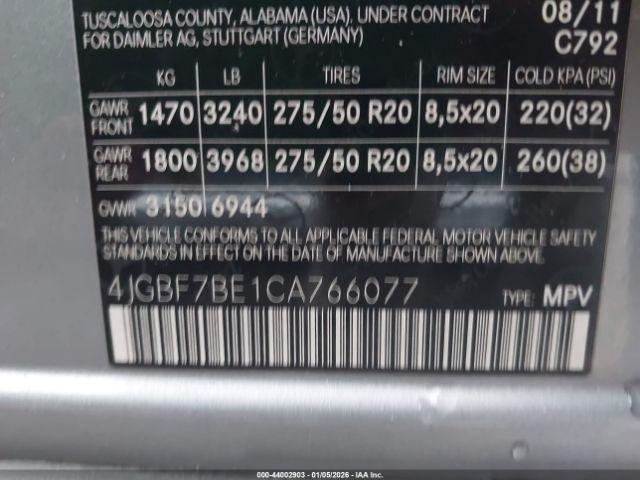 TUSCALOOSA COUNTY, ALABAMA (USA), UNDER CONTRACT 08/11
FOR DAIMLER AG, STUTTGART (GERMANY) C792
KG LB TIRES RIM SIZE COLD KPA (PSI)
GAWR FRONT 1470 3240 275/50 R20 8,5x20 220(32)
GAWR REAR 1800 3968 275/50 R20 8,5x20 260(38)
GVWR 3150 6944
THIS VEHICLE CONFORMS TO ALL APPLICABLE FEDERAL MOTOR VEHICLE SAFETY
STANDARDS IN EFFECT ON THE DATE OF MANUFACTURE SHOWN ABOVE.
4JGBF7BE1CA766077 TYPE: MPV
000-44002903 - 01/05/2026 - IAA Inc.